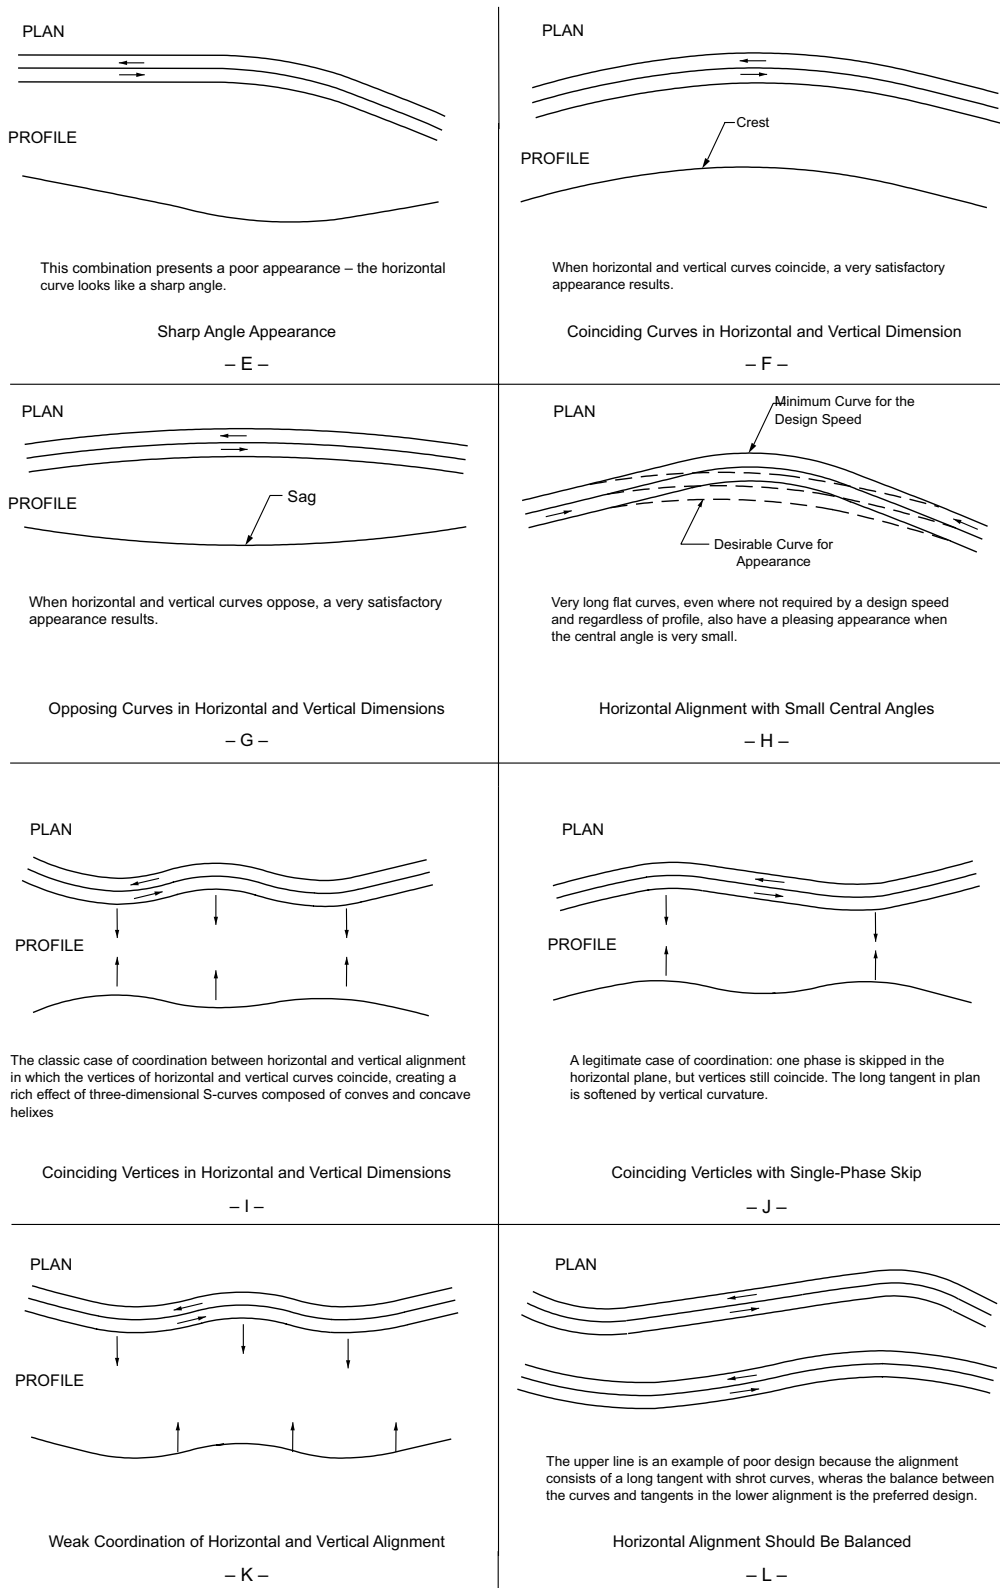 PLAN
PROFILE
This combination presents a poor appearance – the horizontal
curve looks like a sharp angle.
Sharp Angle Appearance
– E –
PLAN
Crest
PROFILE
When horizontal and vertical curves coincide, a very satisfactory
appearance results.
Coinciding Curves in Horizontal and Vertical Dimension
– F –
PLAN
PROFILE
Sag
When horizontal and vertical curves oppose, a very satisfactory
appearance results.
Opposing Curves in Horizontal and Vertical Dimensions
– G –
PLAN
Minimum Curve for the
Design Speed
Desirable Curve for
Appearance
Very long flat curves, even where not required by a design speed
and regardless of profile, also have a pleasing appearance when
the central angle is very small.
Horizontal Alignment with Small Central Angles
– H –
PLAN
PROFILE
The classic case of coordination between horizontal and vertical alignment
in which the vertices of horizontal and vertical curves coincide, creating a
rich effect of three-dimensional S-curves composed of conves and concave
helixes
Coinciding Vertices in Horizontal and Vertical Dimensions
– I –
PLAN
PROFILE
A legitimate case of coordination: one phase is skipped in the
horizontal plane, but vertices still coincide. The long tangent in plan
is softened by vertical curvature.
Coinciding Verticles with Single-Phase Skip
– J –
PLAN
PROFILE
Weak Coordination of Horizontal and Vertical Alignment
– K –
PLAN
The upper line is an example of poor design because the alignment
consists of a long tangent with shrot curves, wheras the balance between
the curves and tangents in the lower alignment is the preferred design.
Horizontal Alignment Should Be Balanced
– L –